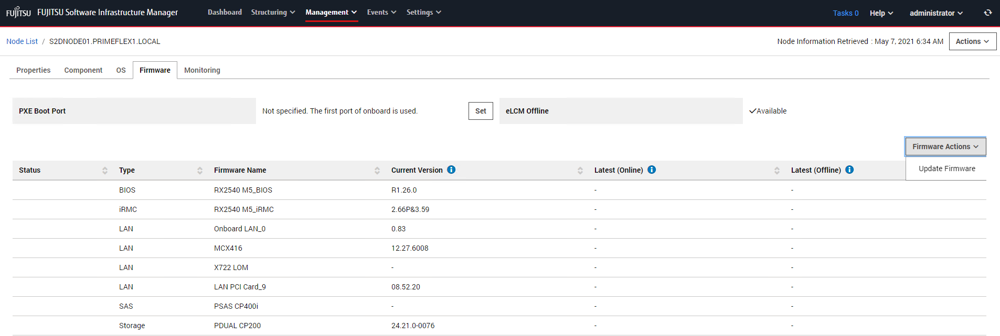 FUJITSU FUJITSU Software Infrastructure Manager Dashboard Structuring Management Events Settings Tasks 0 Help administrator
Node List / S2DNODE01.PRIMEFLEX1.LOCAL Node Information Retrieved : May 7, 2021 6:34 AM Actions
Properties Component OS Firmware Monitoring
PXE Boot Port Not specified. The first port of onboard is used. Set eLCM Offline Available
Firmware Actions
Update Firmware
Status Type Firmware Name Current Version Latest (Online) Latest (Offline)
BIOS RX2540 M5_BIOS R1.26.0 - -
iRMC RX2540 M5_iRMC 2.66P&3.59 - -
LAN Onboard LAN_0 0.83 - -
LAN MCX416 12.27.6008 - -
LAN X722 LOM - - -
LAN LAN PCI Card_9 08.52.20 - -
SAS PSAS CP400i - - -
Storage PDUAL CP200 24.21.0-0076 - -